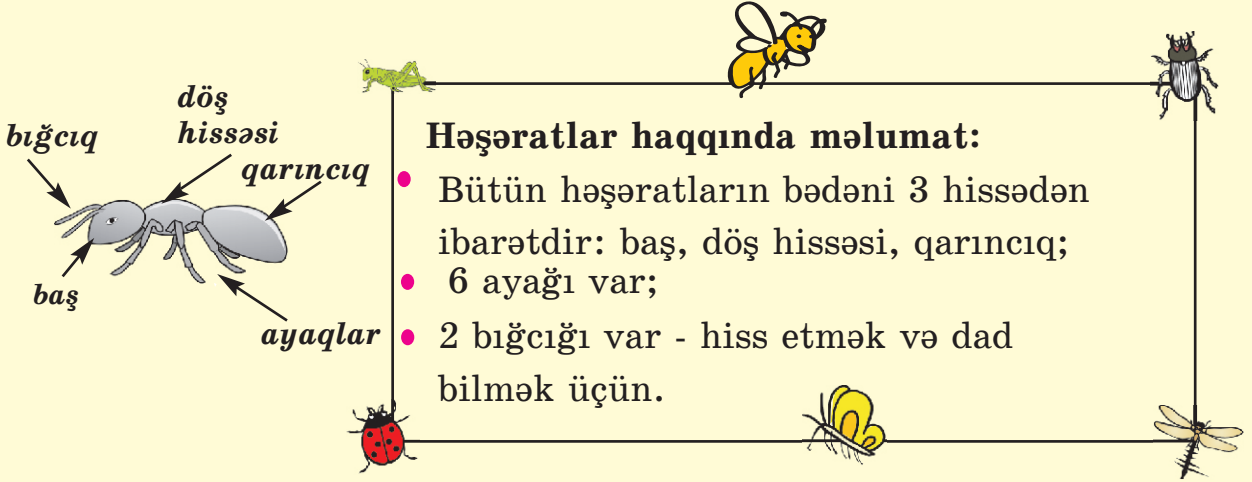 bığcıq
döş
hissəsi
qarıncıq
baş
ayaqlar
Həşəratlar haqqında məlumat:
• Bütün həşəratların bədəni 3 hissədən
ibarətdir: baş, döş hissəsi, qarıncıq;
• 6 ayağı var;
• 2 bığcığı var - hiss etmək və dad
bilmək üçün.